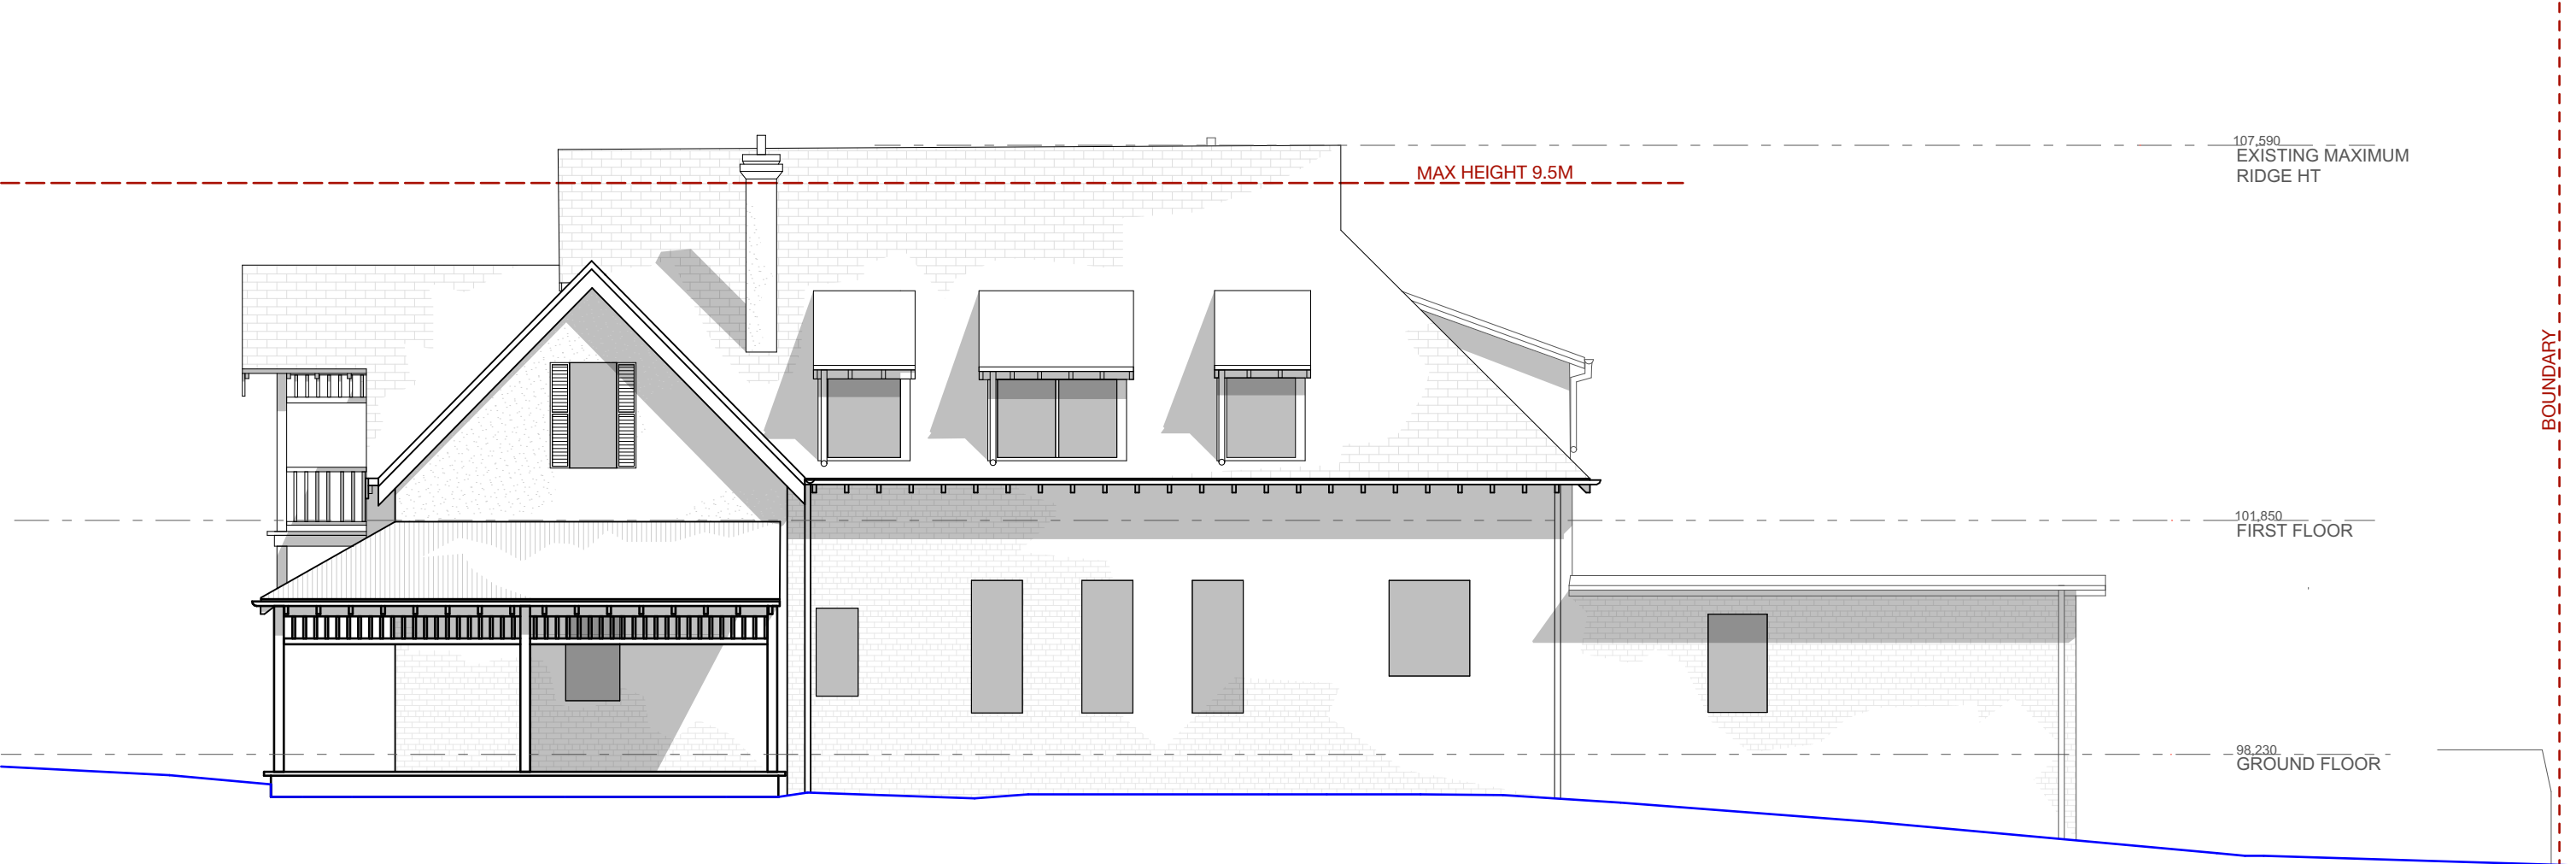 107,590
EXISTING MAXIMUM
RIDGE HT
MAX HEIGHT 9.5M
BOUNDARY
101,850
FIRST FLOOR
98,230
GROUND FLOOR